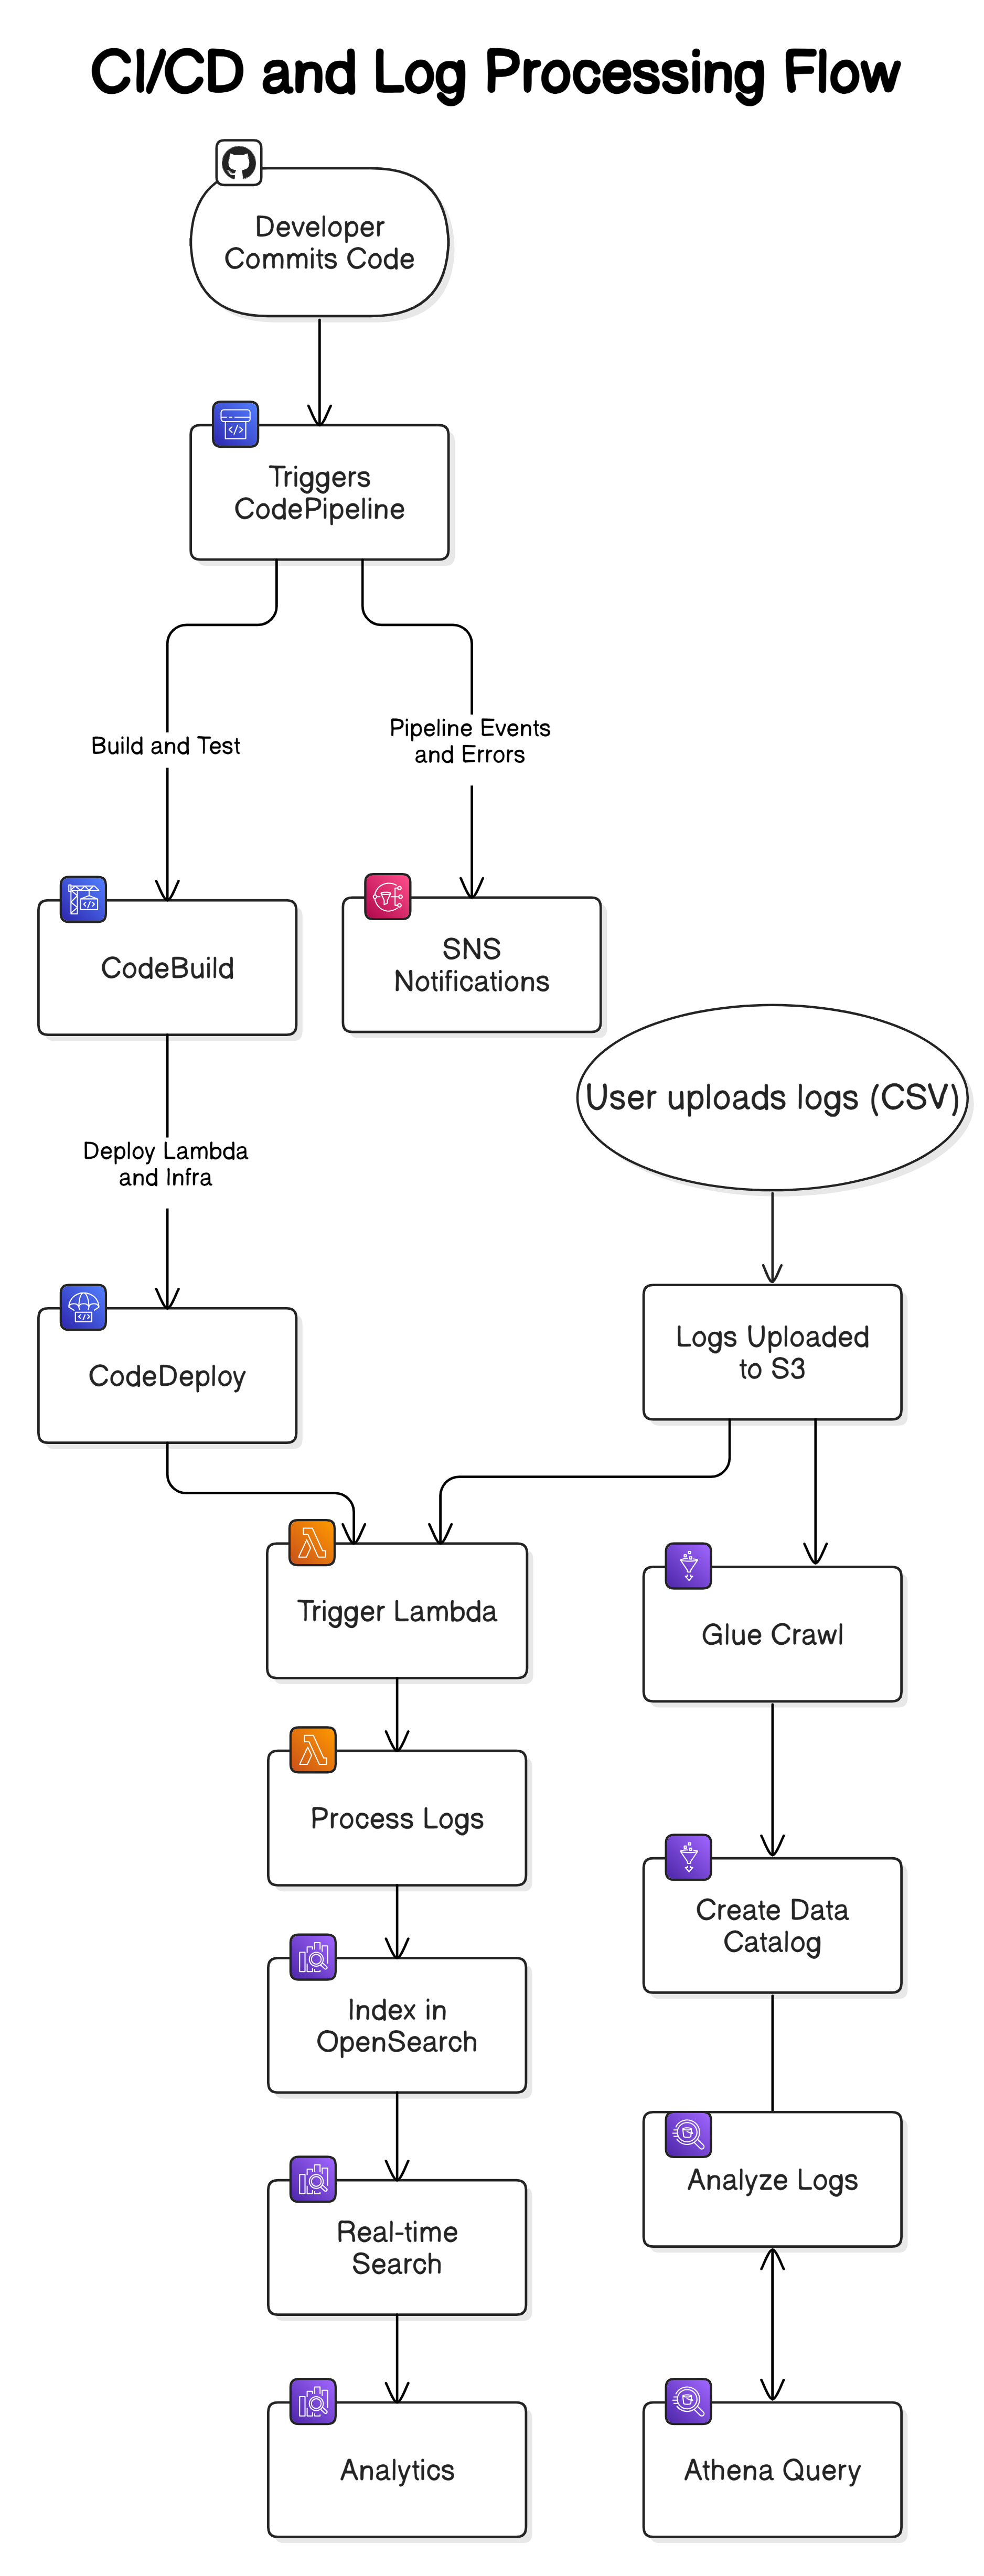 CI/CD and Log Processing Flow
Developer
Commits Code
Triggers
CodePipeline
Build and Test
Pipeline Events
and Errors
CodeBuild
SNS
Notifications
User uploads logs (CSV)
Deploy Lambda
and Infra
Logs Uploaded
to S3
CodeDeploy
Trigger Lambda
Glue Crawl
Process Logs
Create Data
Catalog
Index in
OpenSearch
Analyze Logs
Real-time
Search
Analytics
Athena Query